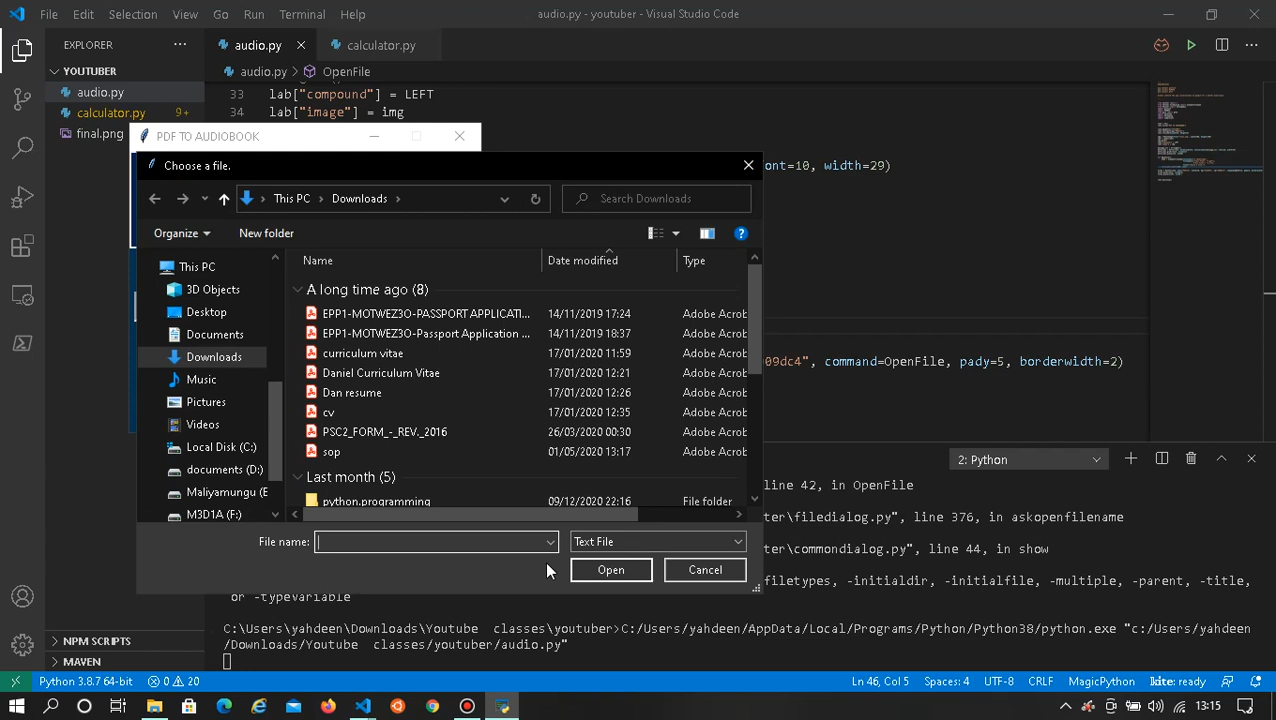 File Edit Selection View Go Run Terminal Help audio.py - youtuber - Visual Studio Code
EXPLORER
audio.py
calculator.py
YOUTUBER
audio.py > OpenFile
audio.py
calculator.py 9+
final.png
33 lab["compound"] = LEFT
34 lab["image"] = img
PDF TO AUDIOBOOK
Choose a file.
ont=10, width=29)
This PC > Downloads >
Search Downloads
Organize
New folder
Name Date modified Type
This PC
3D Objects
Desktop
Documents
Downloads
Music
Pictures
Videos
Local Disk (C:)
documents (D:)
Maliyamungu (E
M3D1A (F:)
A long time ago (8)
EPP1-MOTWEZ3O-PASSPORT APPLICATI... 14/11/2019 17:24 Adobe Acrob
EPP1-MOTWEZ3O-Passport Application ... 14/11/2019 18:37 Adobe Acrob
curriculum vitae 17/01/2020 11:59 Adobe Acrob
Daniel Curriculum Vitae 17/01/2020 12:21 Adobe Acrob
Dan resume 17/01/2020 12:26 Adobe Acrob
cv 17/01/2020 12:35 Adobe Acrob
PSC2_FORM_-_REV._2016 26/03/2020 00:30 Adobe Acrob
sop 01/05/2020 13:17 Adobe Acrob
Last month (5)
python.programming 09/12/2020 22:16 File folder
File name:
Text File
Open
Cancel
09dc4", command=OpenFile, pady=5, borderwidth=2)
2: Python
line 42, in OpenFile
ter\filedialog.py", line 376, in askopenfilename
ter\commondialog.py", line 44, in show
filetypes, -initialdir, -initialfile, -multiple, -parent, -title,
or -typevariable
C:\Users\yahdeen\Downloads\Youtube classes\youtuber>C:/Users/yahdeen/AppData/Local/Programs/Python/Python38/python.exe "c:/Users/yahdeen
/Downloads/Youtube classes/youtuber/audio.py"
NPM SCRIPTS
MAVEN
Python 3.8.7 64-bit 0 20 Ln 46, Col 5 Spaces: 4 UTF-8 CRLF MagicPython kite: ready
13:15